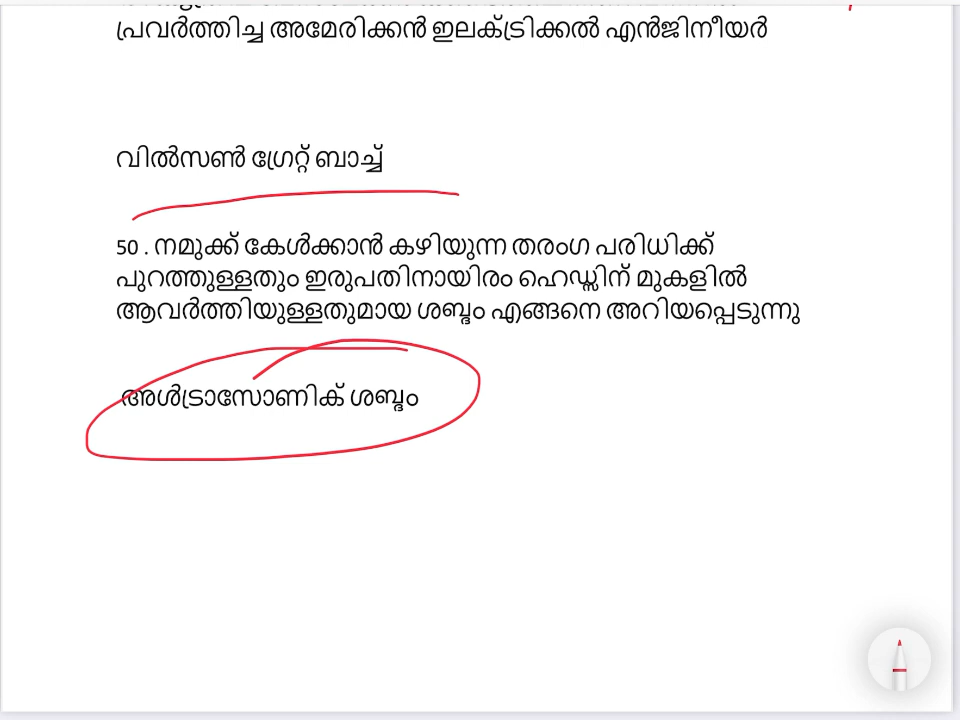 പ്രവർത്തിച്ച അമേരിക്കൻ ഇലക്ട്രിക്കൽ എൻജിനീയർ
വിൽസൺ ഗ്രേറ്റ് ബാച്ച്
50 . നമുക്ക് കേൾക്കാൻ കഴിയുന്ന തരംഗ പരിധിക്ക്
പുറത്തുള്ളതും ഇരുപതിനായിരം ഹെഡ്സിന് മുകളിൽ
ആവർത്തിയുള്ളതുമായ ശബ്ദം എങ്ങനെ അറിയപ്പെടുന്നു
അൾട്രാസോണിക് ശബ്ദം